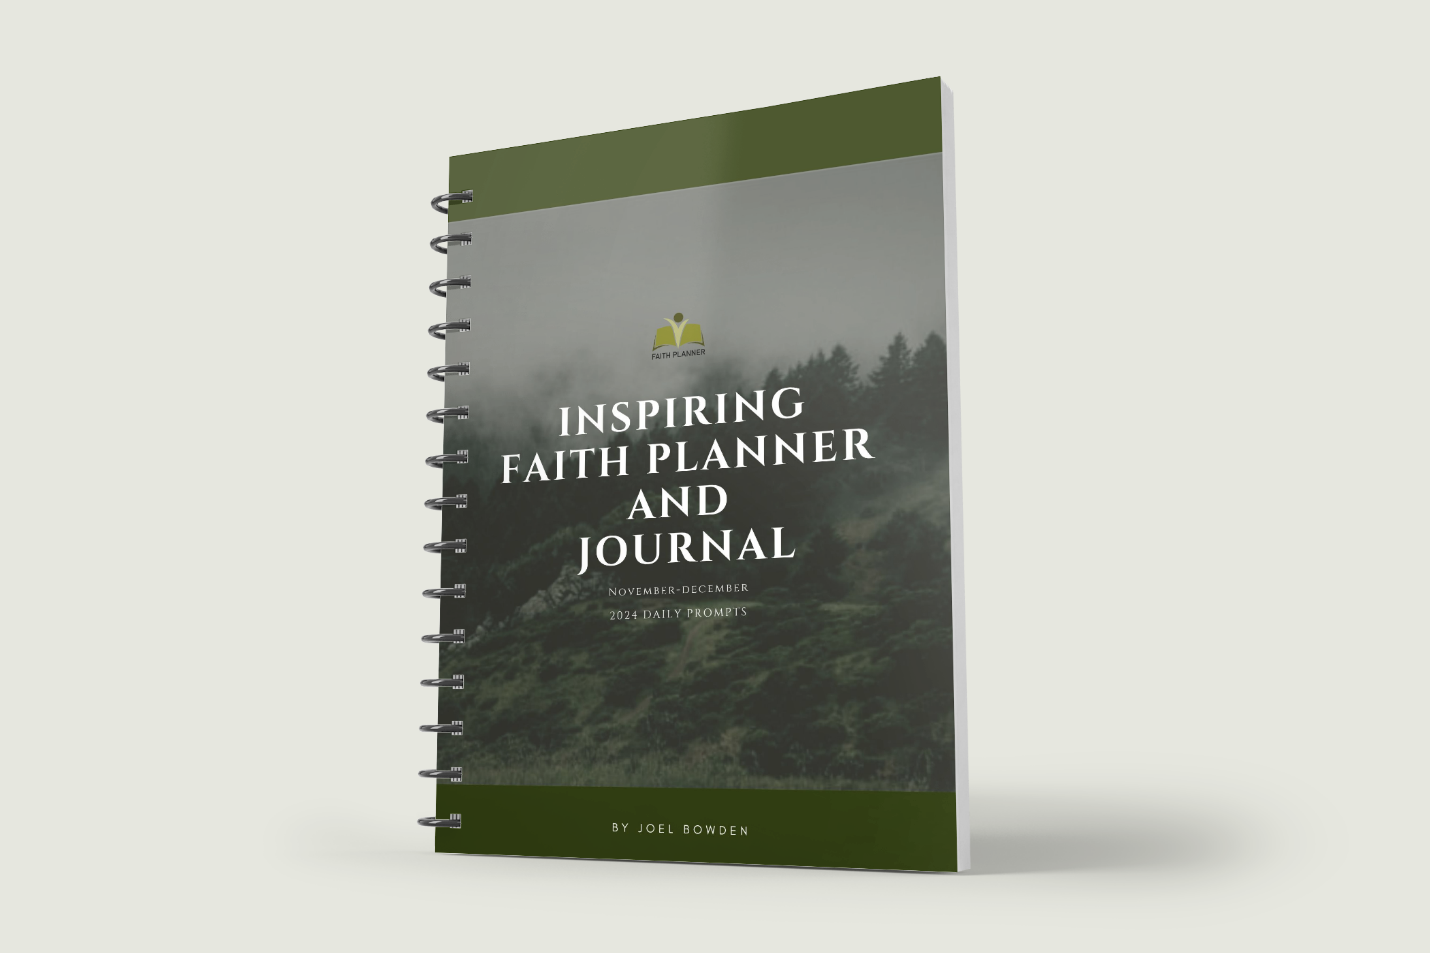 FAITH PLANNER
INSPIRING
FAITH PLANNER
AND
JOURNAL
NOVEMBER-DECEMBER
2024 DAILY PROMPTS
BY JOEL BOWDEN